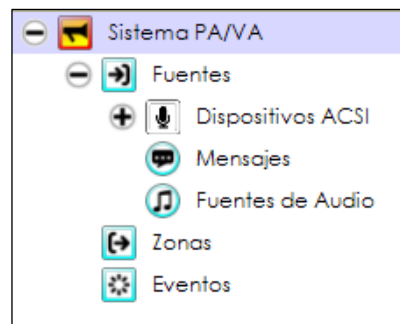 Sistema PA/VA
Fuentes
Dispositivos ACSI
Mensajes
Fuentes de Audio
Zonas
Eventos